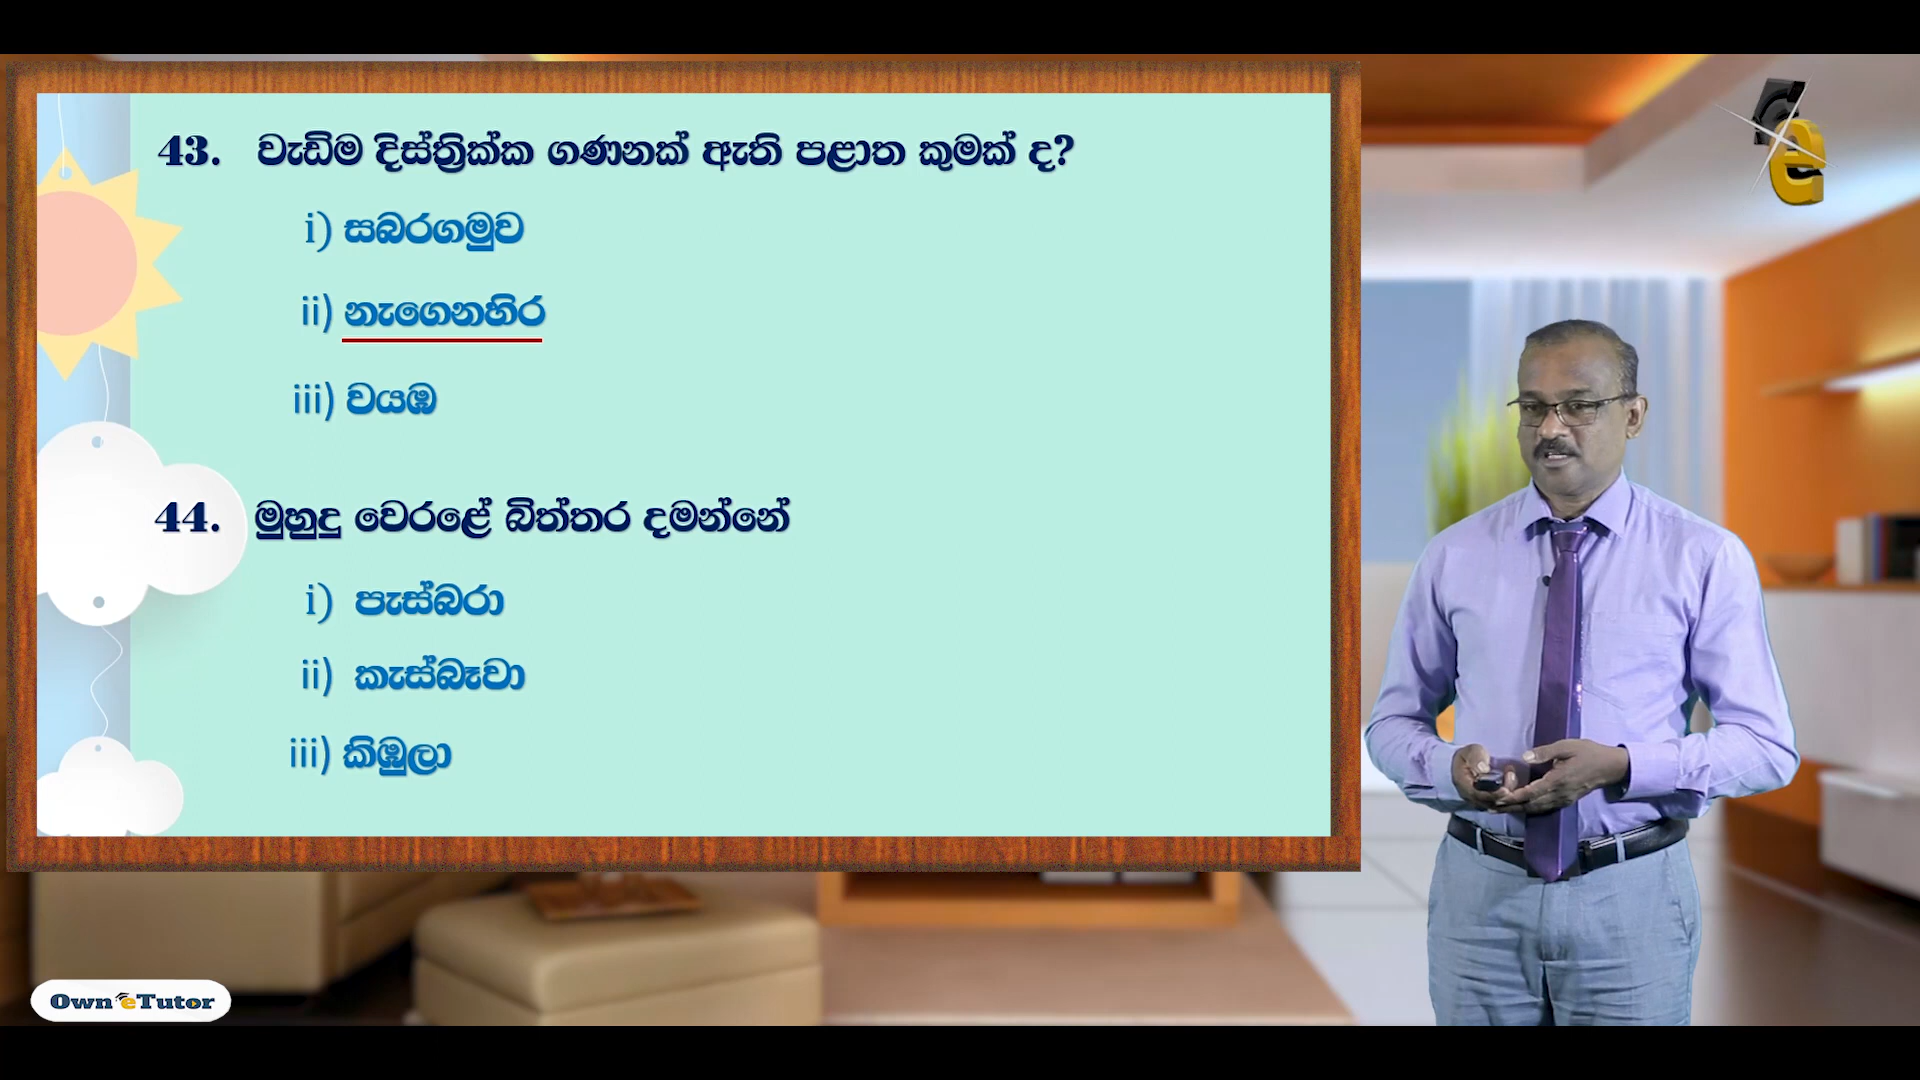 43. වැඩිම දිස්ත්‍රික්ක ගණනක් ඇති පළාත කුමක් ද?
i) සබරගමුව
ii) නැගෙනහිර
iii) වයඹ
44. මුහුදු වෙරළේ බිත්තර දමන්නේ
i) පැස්බරා
ii) කැස්බෑවා
iii) කිඹුලා
Own eTutor